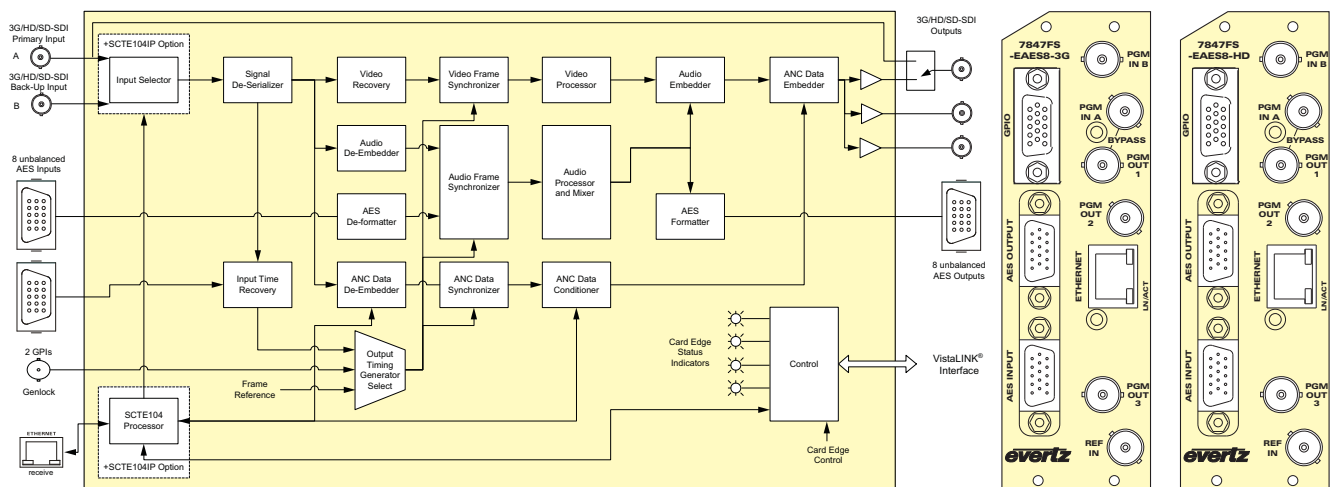 3G/HD/SD-SDI
Primary Input
A
3G/HD/SD-SDI
Back-Up Input
B
8 unbalanced
AES Inputs
2 GPIs
Genlock
ETHERNET
receive
+SCTE104IP Option
Input Selector
Signal
De-Serializer
Video
Recovery
Video Frame
Synchronizer
Video
Processor
Audio
Embedder
ANC Data
Embedder
Audio
De-Embedder
Audio Frame
Synchronizer
Audio
Processor
and Mixer
AES
De-formatter
AES
Formatter
Input Time
Recovery
ANC Data
De-Embedder
ANC Data
Synchronizer
ANC Data
Conditioner
Output
Timing
Generator
Select
Frame
Reference
SCTE104
Processor
+SCTE104IP Option
Card Edge
Status
Indicators
Control
Card Edge
Control
3G/HD/SD-SDI
Outputs
8 unbalanced
AES Outputs
VistaLINK®
Interface
7847FS
-EAES8-3G
PGM
IN B
GPIO
PGM
IN A
BYPASS
PGM
OUT
1
PGM
OUT
2
AES OUTPUT
ETHERNET
LN/ACT
AES INPUT
PGM
OUT
3
REF
IN
evertz
7847FS
-EAES8-HD
PGM
IN B
GPIO
PGM
IN A
BYPASS
PGM
OUT
1
PGM
OUT
2
AES OUTPUT
ETHERNET
LN/ACT
AES INPUT
PGM
OUT
3
REF
IN
evertz